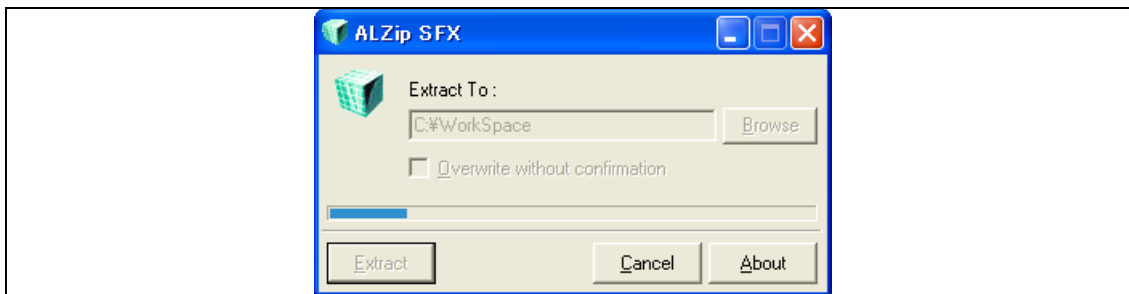 ALZip SFX
Extract To :
C:¥WorkSpace
Browse
Overwrite without confirmation
Extract
Cancel
About